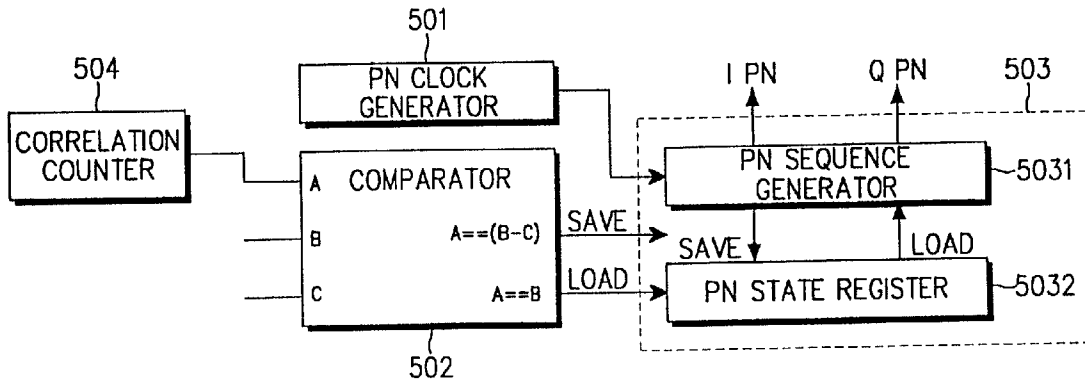 501
504
PN CLOCK
GENERATOR
CORRELATION
COUNTER
I PN
Q PN
503
A
COMPARATOR
PN SEQUENCE
GENERATOR
5031
B
A==(B-C)
SAVE
SAVE
LOAD
C
A==B
LOAD
PN STATE REGISTER
5032
502